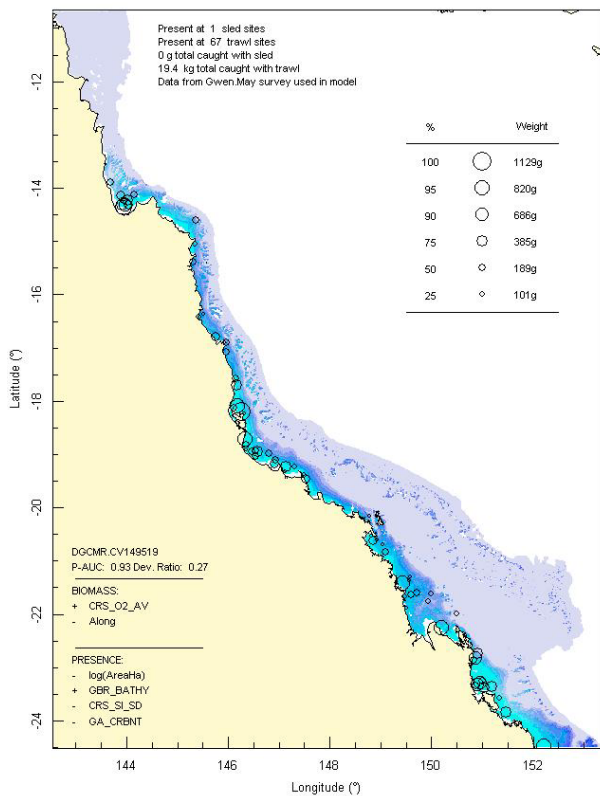 Present at 1 sled sites
Present at 67 trawl sites
0 g total caught with sled
19.4 kg total caught with trawl
Data from Gwen.May survey used in model
% Weight
100 1129g
95 820g
90 686g
75 385g
50 189g
25 101g
-12
-14
-16
-18
-20
-22
-24
Latitude (°)
DGCMR.CV149519
P-AUC: 0.93 Dev. Ratio: 0.27
BIOMASS:
+ CRS_O2_AV
- Along
PRESENCE:
- log(AreaHa)
+ GBR_BATHY
- CRS_SI_SD
- GA_CRBNT
144 146 148 150 152
Longitude (°)